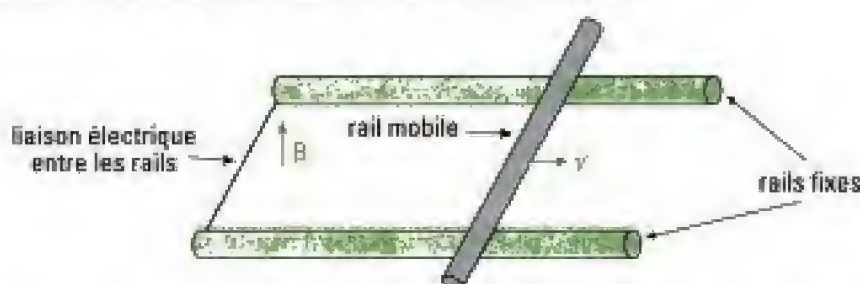 liaison électrique
entre les rails
B
rail mobile
v
rails fixes